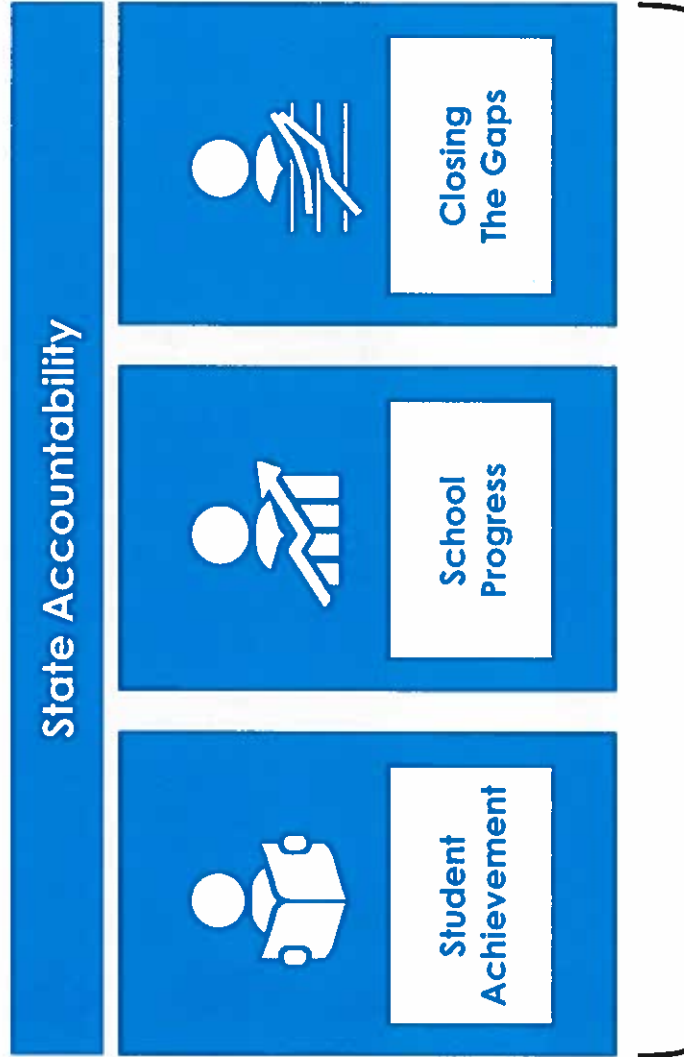 State Accountability
Student
Achievement
School
Progress
Closing
The Gaps